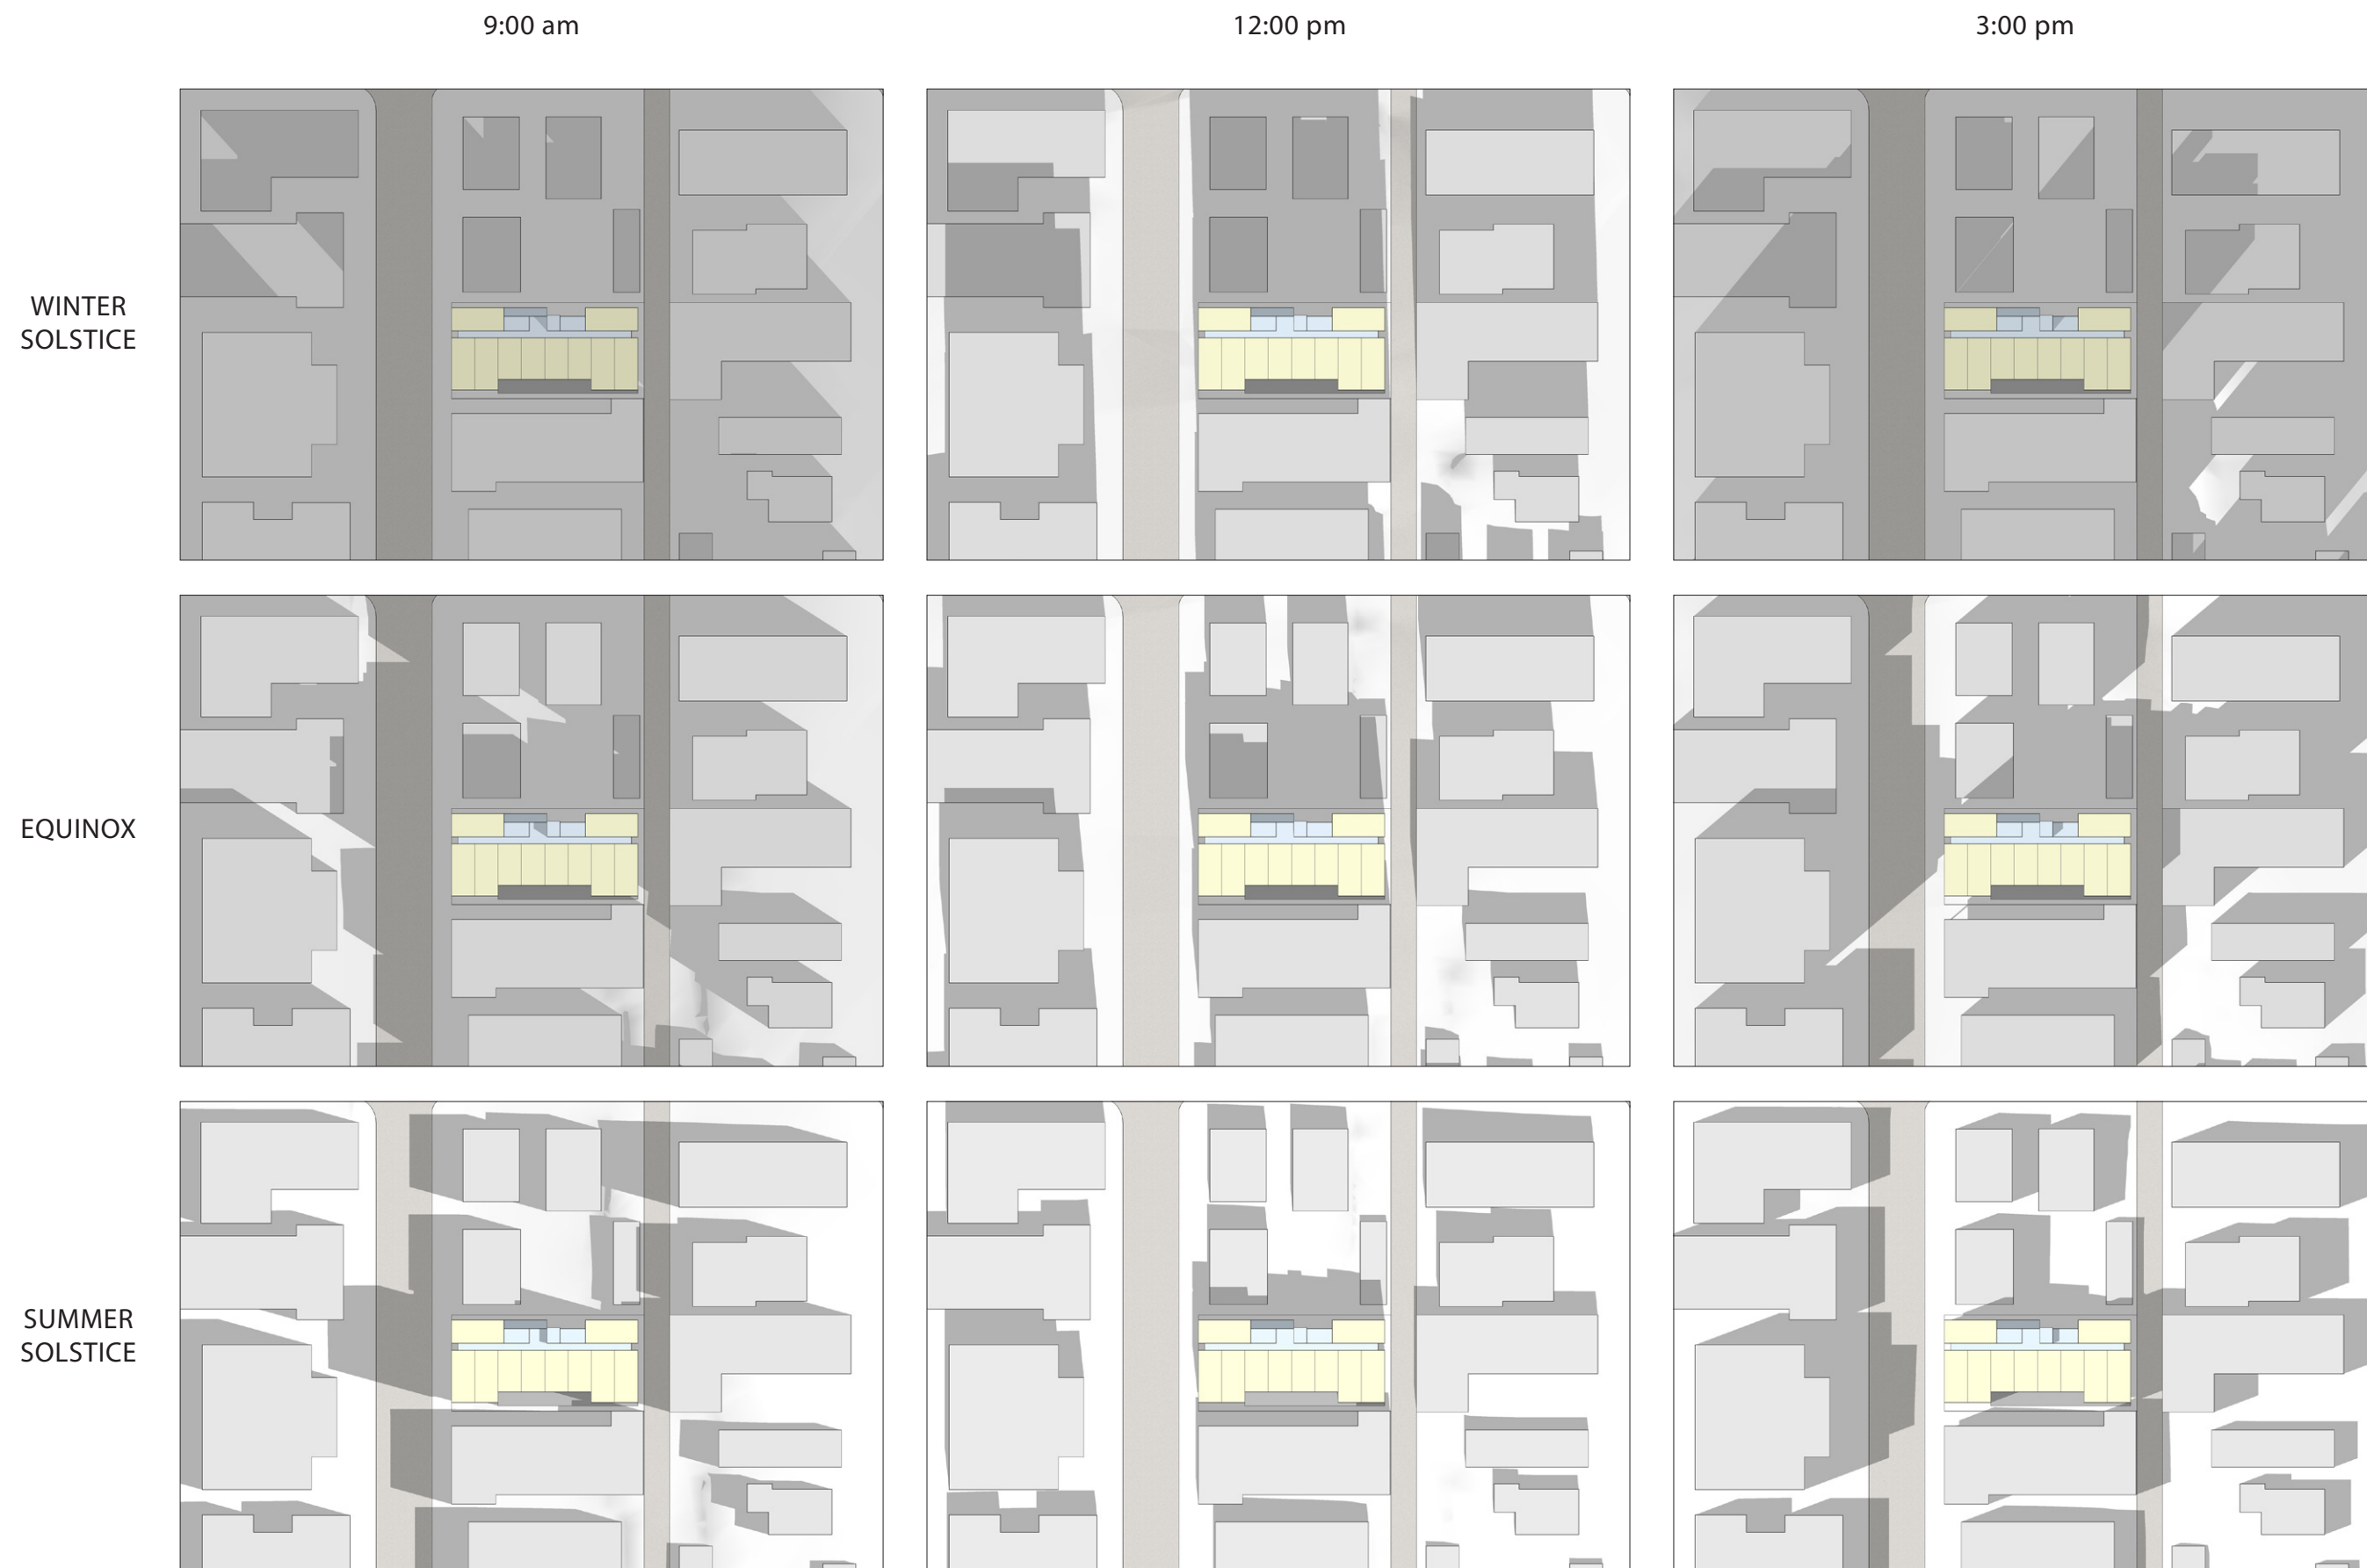 9:00 am
12:00 pm
3:00 pm
WINTER
SOLSTICE
EQUINOX
SUMMER
SOLSTICE